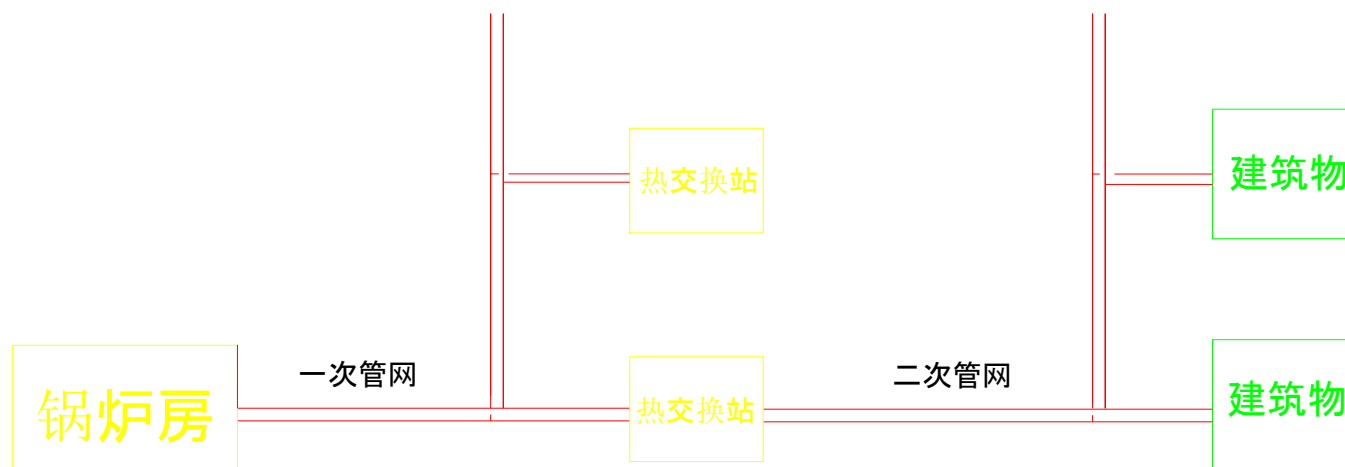 热交换站
建筑物
一次管网
二次管网
锅炉房
热交换站
建筑物